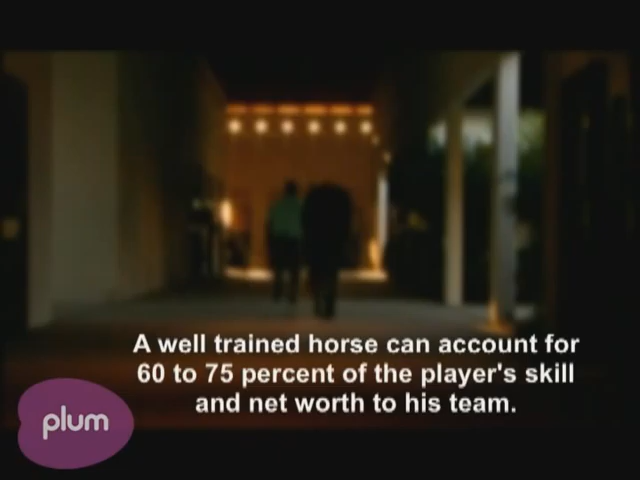 A well trained horse can account for
60 to 75 percent of the player's skill
and net worth to his team.
plum